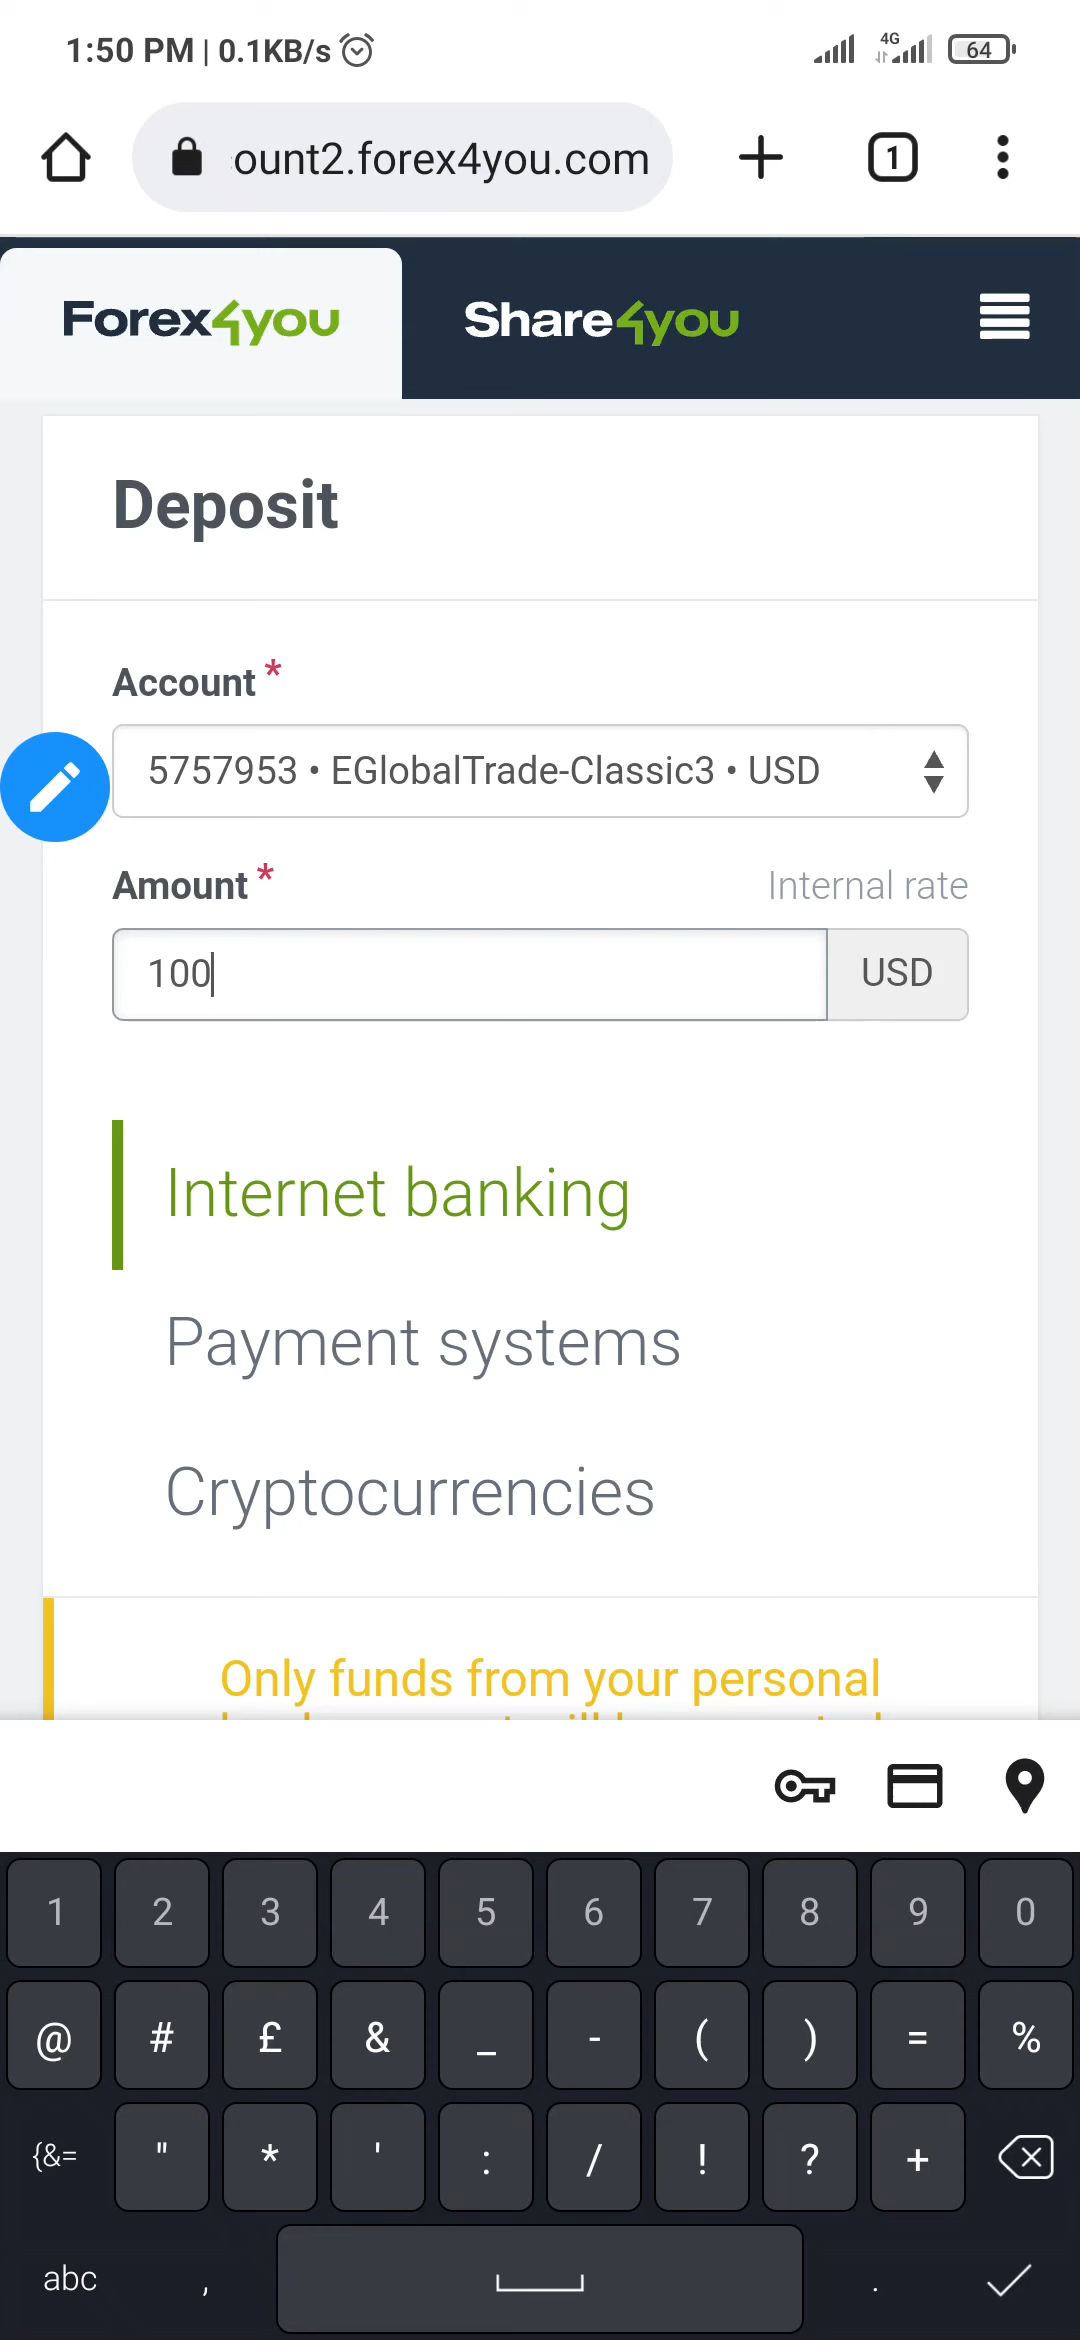 1:50 PM | 0.1KB/s
4G
64
ount2.forex4you.com
1
Forex4you
Share4you
Deposit
Account *
5757953 • EGlobalTrade-Classic3 • USD
Amount *
Internal rate
100
USD
Internet banking
Payment systems
Cryptocurrencies
Only funds from your personal
1 2 3 4 5 6 7 8 9 0
@ # £ & _ - ( ) = %
{&= " * ' : / ! ? +
abc , .